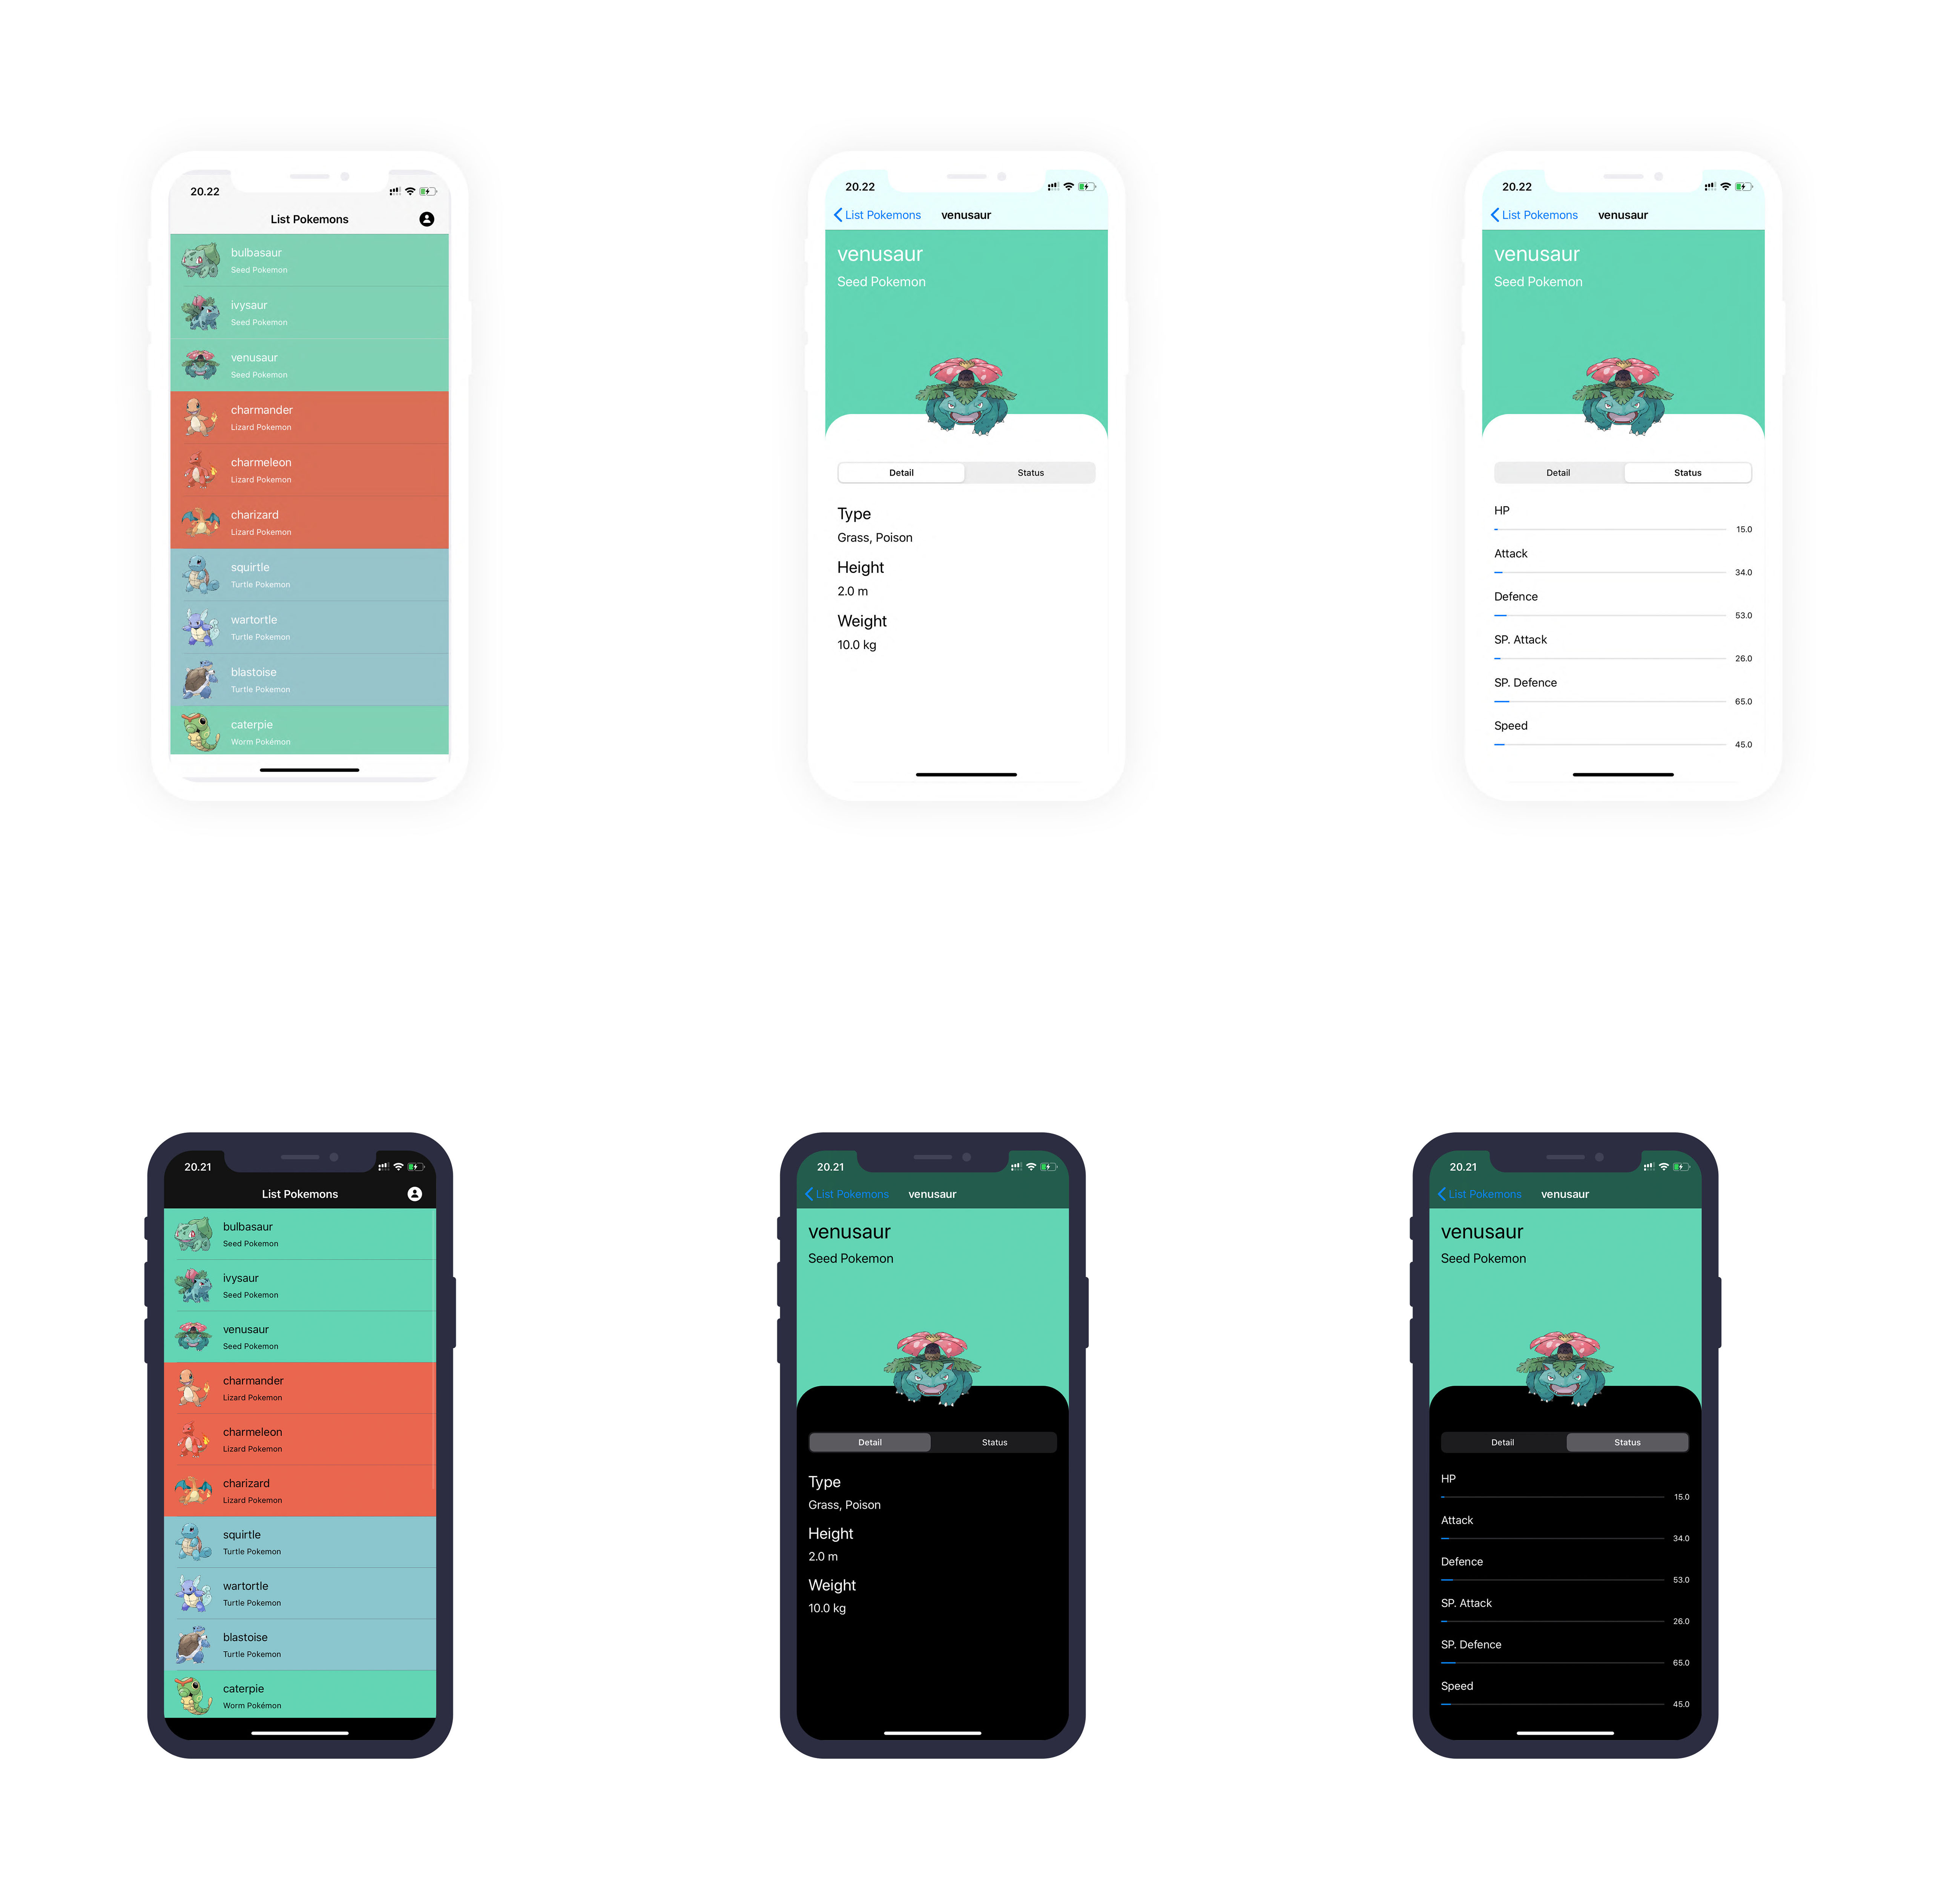 20.22
List Pokemons
bulbasaur
Seed Pokemon
ivysaur
Seed Pokemon
venusaur
Seed Pokemon
charmander
Lizard Pokemon
charmeleon
Lizard Pokemon
charizard
Lizard Pokemon
squirtle
Turtle Pokemon
wartortle
Turtle Pokemon
blastoise
Turtle Pokemon
caterpie
Worm Pokémon
20.22
List Pokemons venusaur
venusaur
Seed Pokemon
Detail Status
Type
Grass, Poison
Height
2.0 m
Weight
10.0 kg
20.22
List Pokemons venusaur
venusaur
Seed Pokemon
Detail Status
HP
15.0
Attack
34.0
Defence
53.0
SP. Attack
26.0
SP. Defence
65.0
Speed
45.0
20.21
List Pokemons
bulbasaur
Seed Pokemon
ivysaur
Seed Pokemon
venusaur
Seed Pokemon
charmander
Lizard Pokemon
charmeleon
Lizard Pokemon
charizard
Lizard Pokemon
squirtle
Turtle Pokemon
wartortle
Turtle Pokemon
blastoise
Turtle Pokemon
caterpie
Worm Pokémon
20.21
List Pokemons venusaur
venusaur
Seed Pokemon
Detail Status
Type
Grass, Poison
Height
2.0 m
Weight
10.0 kg
20.21
List Pokemons venusaur
venusaur
Seed Pokemon
Detail Status
HP
15.0
Attack
34.0
Defence
53.0
SP. Attack
26.0
SP. Defence
65.0
Speed
45.0